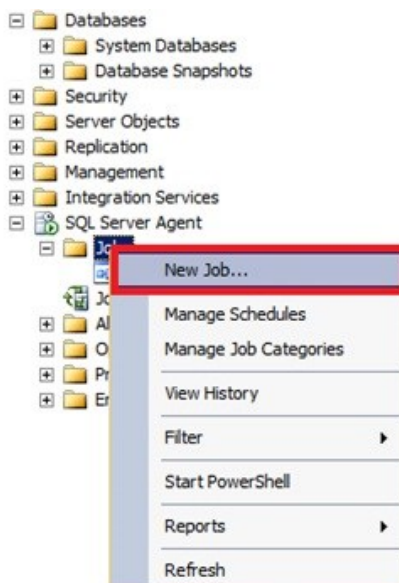 Databases
System Databases
Database Snapshots
Security
Server Objects
Replication
Management
Integration Services
SQL Server Agent
New Job...
Manage Schedules
Manage Job Categories
View History
Filter
Start PowerShell
Reports
Refresh